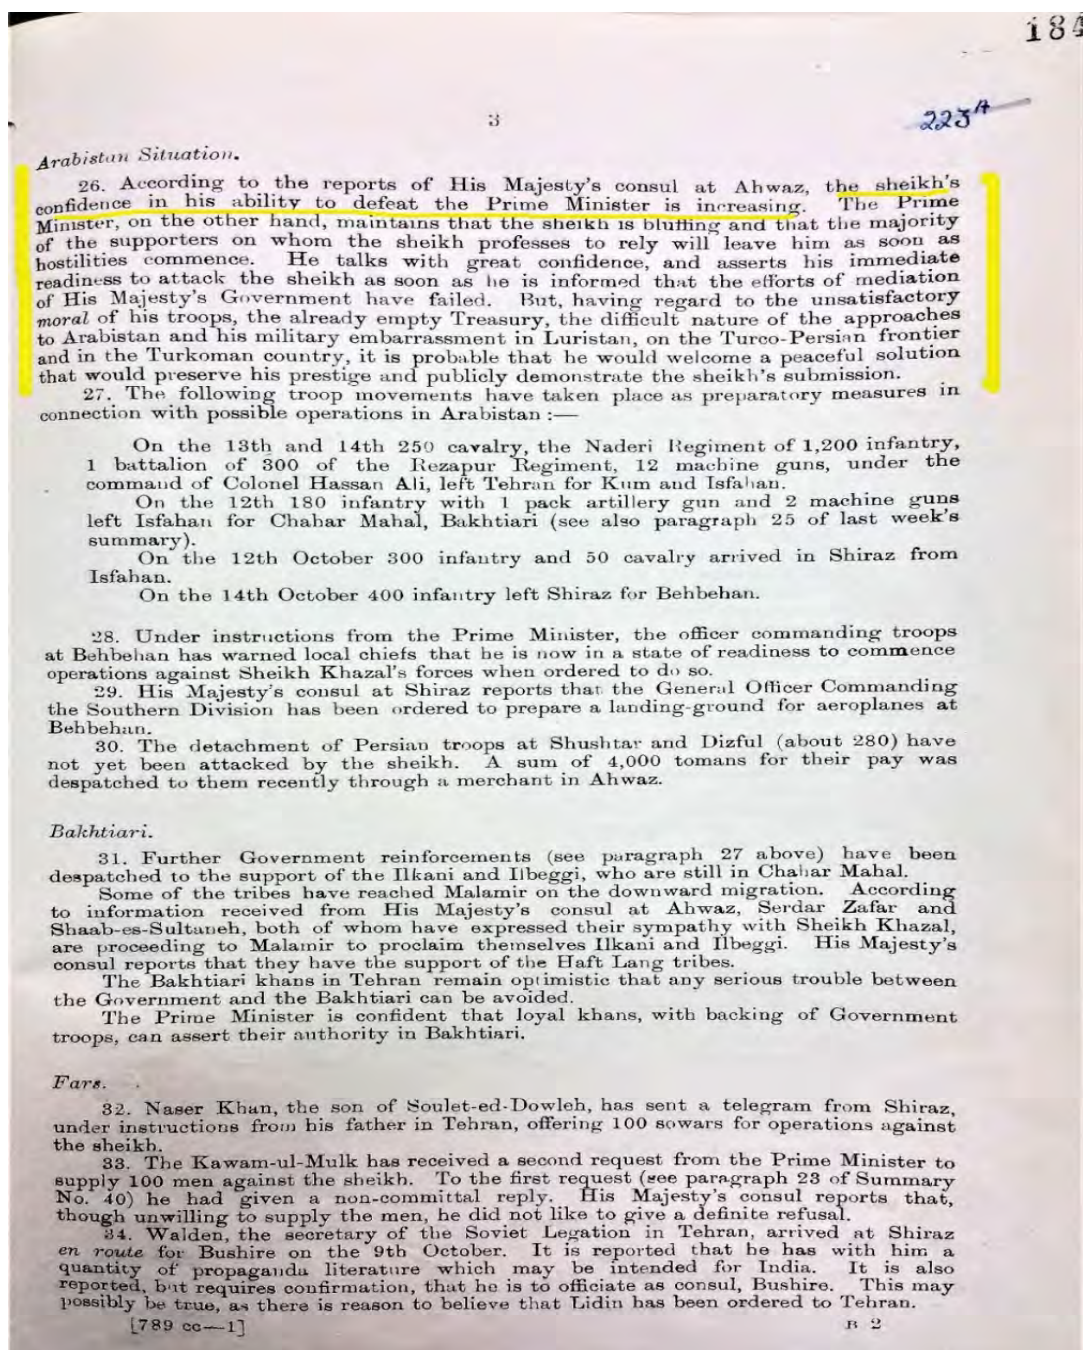 184
3
223A
Arabistan Situation.
26. According to the reports of His Majesty's consul at Ahwaz, the sheikh's
confidence in his ability to defeat the Prime Minister is increasing. The Prime
Minister, on the other hand, maintains that the sheikh is bluffing and that the majority
of the supporters on whom the sheikh professes to rely will leave him as soon as
hostilities commence. He talks with great confidence, and asserts his immediate
readiness to attack the sheikh as soon as he is informed that the efforts of mediation
of His Majesty's Government have failed. But, having regard to the unsatisfactory
moral of his troops, the already empty Treasury, the difficult nature of the approaches
to Arabistan and his military embarrassment in Luristan, on the Turco-Persian frontier
and in the Turkoman country, it is probable that he would welcome a peaceful solution
that would preserve his prestige and publicly demonstrate the sheikh's submission.
27. The following troop movements have taken place as preparatory measures in
connection with possible operations in Arabistan :—
On the 13th and 14th 250 cavalry, the Naderi Regiment of 1,200 infantry,
1 battalion of 300 of the Rezapur Regiment, 12 machine guns, under the
command of Colonel Hassan Ali, left Tehran for Kum and Isfahan.
On the 12th 180 infantry with 1 pack artillery gun and 2 machine guns
left Isfahan for Chahar Mahal, Bakhtiari (see also paragraph 25 of last week's
summary).
On the 12th October 300 infantry and 50 cavalry arrived in Shiraz from
Isfahan.
On the 14th October 400 infantry left Shiraz for Behbehan.
28. Under instructions from the Prime Minister, the officer commanding troops
at Behbehan has warned local chiefs that he is now in a state of readiness to commence
operations against Sheikh Khazal's forces when ordered to do so.
29. His Majesty's consul at Shiraz reports that the General Officer Commanding
the Southern Division has been ordered to prepare a landing-ground for aeroplanes at
Behbehan.
30. The detachment of Persian troops at Shushtar and Dizful (about 280) have
not yet been attacked by the sheikh. A sum of 4,000 tomans for their pay was
despatched to them recently through a merchant in Ahwaz.
Bakhtiari.
31. Further Government reinforcements (see paragraph 27 above) have been
despatched to the support of the Ilkani and Ilbeggi, who are still in Chahar Mahal.
Some of the tribes have reached Malamir on the downward migration. According
to information received from His Majesty's consul at Ahwaz, Serdar Zafar and
Shaab-es-Sultaneh, both of whom have expressed their sympathy with Sheikh Khazal,
are proceeding to Malamir to proclaim themselves Ilkani and Ilbeggi. His Majesty's
consul reports that they have the support of the Haft Lang tribes.
The Bakhtiari khans in Tehran remain optimistic that any serious trouble between
the Government and the Bakhtiari can be avoided.
The Prime Minister is confident that loyal khans, with backing of Government
troops, can assert their authority in Bakhtiari.
Fars.
32. Naser Khan, the son of Soulet-ed-Dowleh, has sent a telegram from Shiraz,
under instructions from his father in Tehran, offering 100 sowars for operations against
the sheikh.
33. The Kawam-ul-Mulk has received a second request from the Prime Minister to
supply 100 men against the sheikh. To the first request (see paragraph 23 of Summary
No. 40) he had given a non-committal reply. His Majesty's consul reports that,
though unwilling to supply the men, he did not like to give a definite refusal.
34. Walden, the secretary of the Soviet Legation in Tehran, arrived at Shiraz
en route for Bushire on the 9th October. It is reported that he has with him a
quantity of propaganda literature which may be intended for India. It is also
reported, but requires confirmation, that he is to officiate as consul, Bushire. This may
possibly be true, as there is reason to believe that Lidin has been ordered to Tehran.
[789 cc—1]
B 2